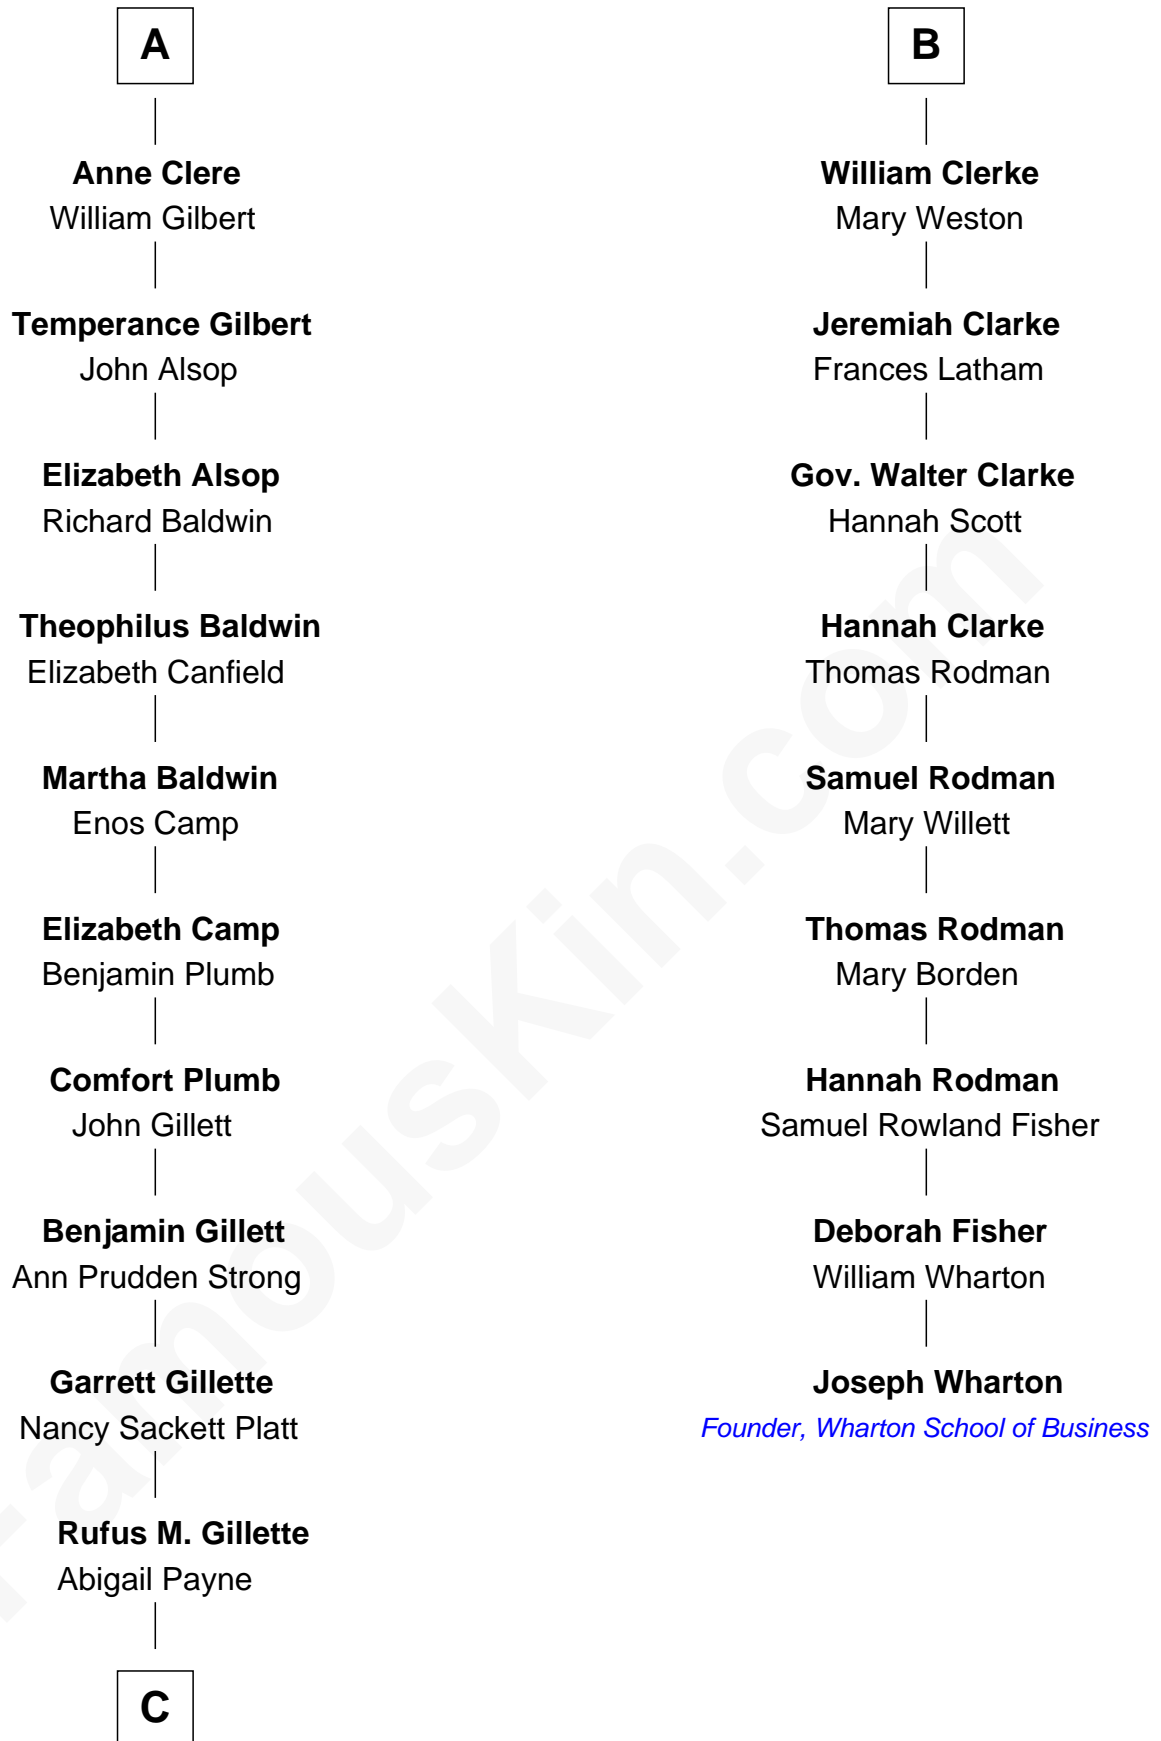 A
Anne Clere
William Gilbert
Temperance Gilbert
John Alsop
Elizabeth Alsop
Richard Baldwin
Theophilus Baldwin
Elizabeth Canfield
Martha Baldwin
Enos Camp
Elizabeth Camp
Benjamin Plumb
Comfort Plumb
John Gillett
Benjamin Gillett
Ann Prudden Strong
Garrett Gillette
Nancy Sackett Platt
Rufus M. Gillette
Abigail Payne
C
B
William Clerke
Mary Weston
Jeremiah Clarke
Frances Latham
Gov. Walter Clarke
Hannah Scott
Hannah Clarke
Thomas Rodman
Samuel Rodman
Mary Willett
Thomas Rodman
Mary Borden
Hannah Rodman
Samuel Rowland Fisher
Deborah Fisher
William Wharton
Joseph Wharton
Founder, Wharton School of Business
FamousKin.com